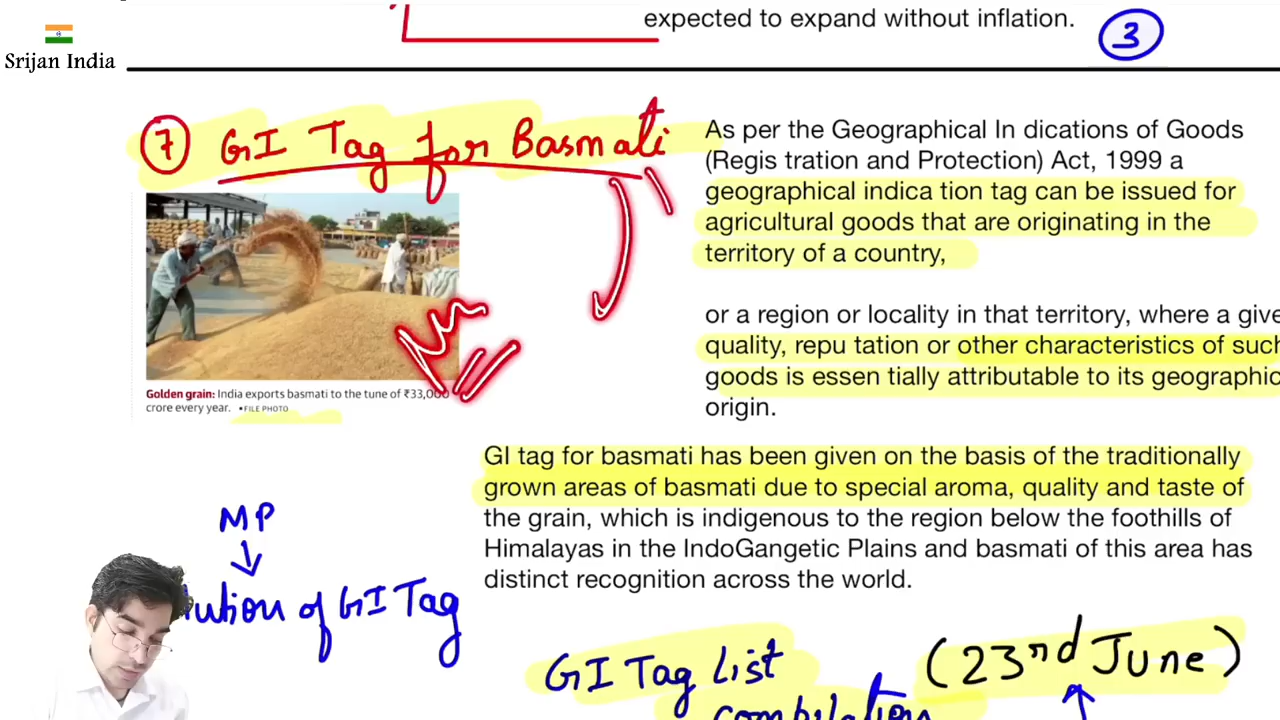 expected to expand without inflation.
3
Srijan India
7 GI Tag for Basmati
As per the Geographical In dications of Goods
(Regis tration and Protection) Act, 1999 a
geographical indica tion tag can be issued for
agricultural goods that are originating in the
territory of a country,
or a region or locality in that territory, where a give
quality, repu tation or other characteristics of such
goods is essen tially attributable to its geographic
origin.
Golden grain: India exports basmati to the tune of ₹33,000
crore every year. •FILE PHOTO
GI tag for basmati has been given on the basis of the traditionally
grown areas of basmati due to special aroma, quality and taste of
the grain, which is indigenous to the region below the foothills of
Himalayas in the IndoGangetic Plains and basmati of this area has
distinct recognition across the world.
MP
of GI Tag
GI Tag list
compilation
(23rd June)